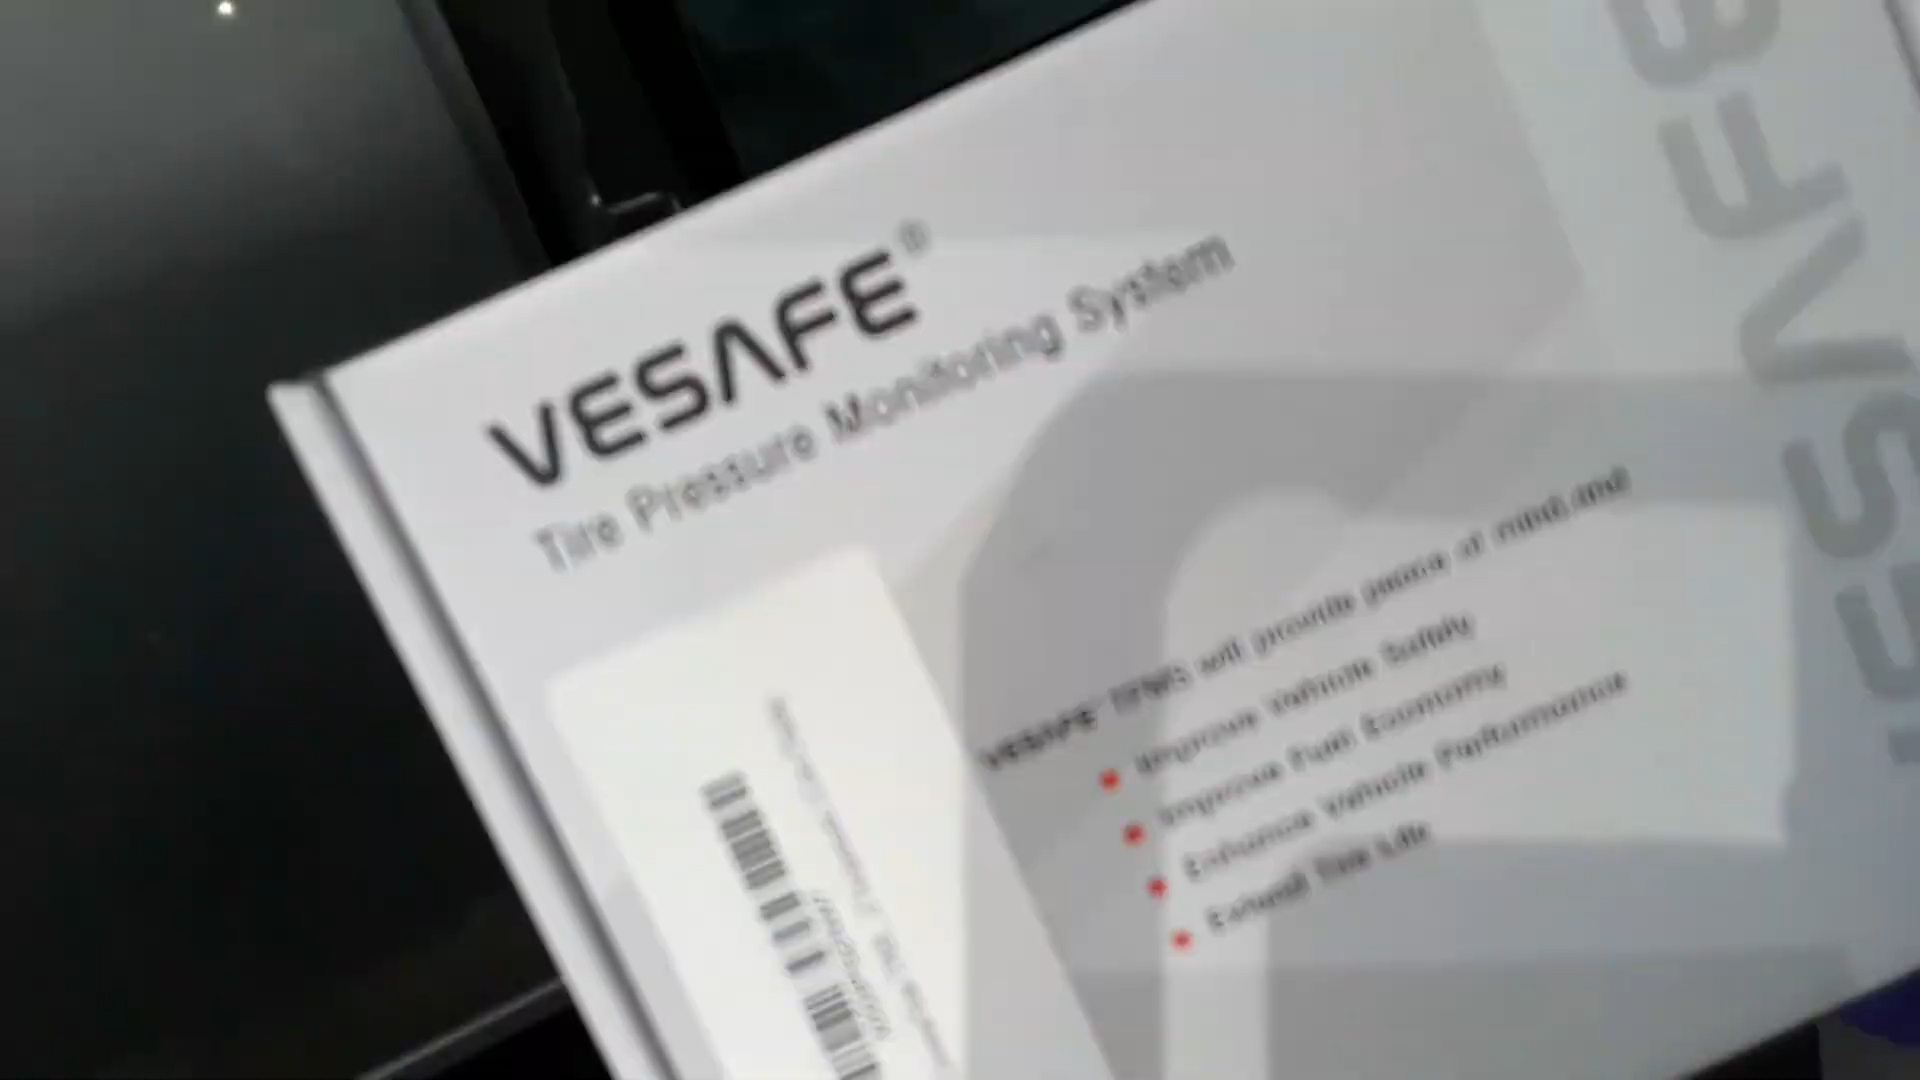 VESAFE®
Tire Pressure Monitoring System
VESAFE TPMS will provide peace of mind and
Improve Vehicle Safety
Improve Fuel Economy
Enhance Vehicle Performance
Extend Tire Life